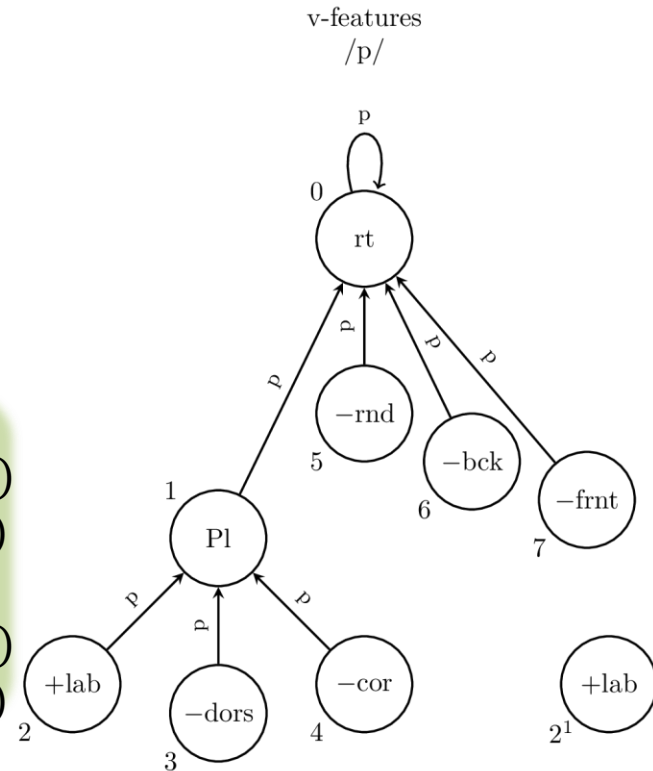 v-features
/p/
p
0
rt
p
p
p
p
−rnd
5
−bck
6
−frnt
7
1
Pl
)
)
p
p
p
)
)
+lab
2
−dors
3
−cor
4
+lab
2¹